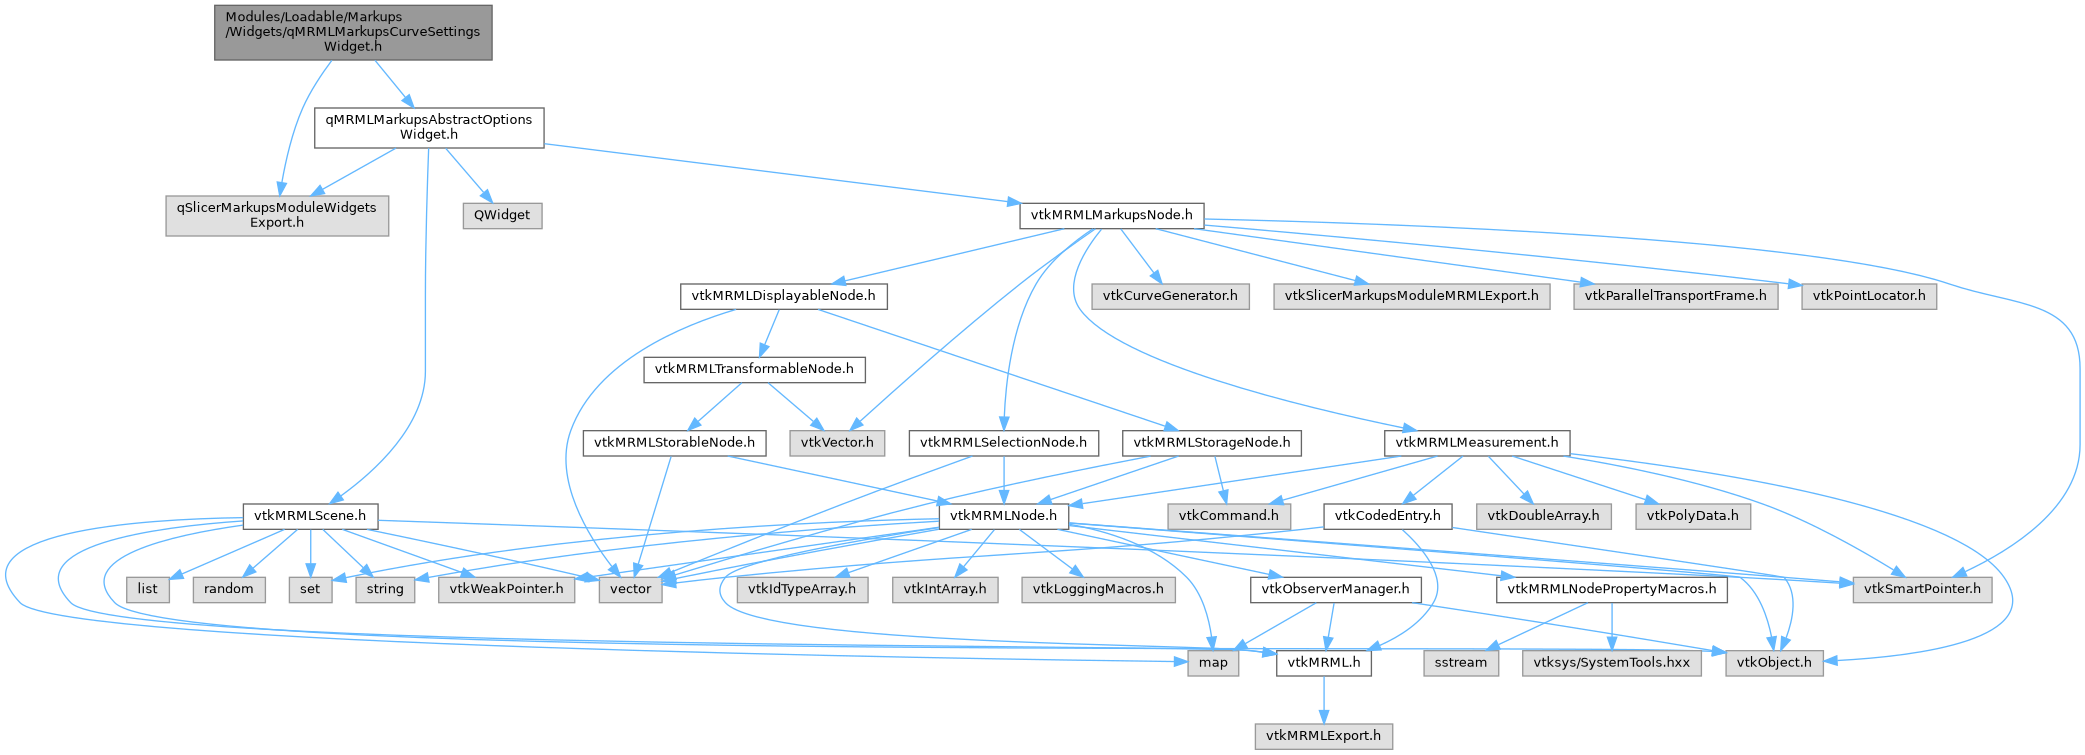 Modules/Loadable/Markups
/Widgets/qMRMLMarkupsCurveSettings
Widget.h
qMRMLMarkupsAbstractOptions
Widget.h
qSlicerMarkupsModuleWidgets
Export.h
QWidget
vtkMRMLMarkupsNode.h
vtkMRMLDisplayableNode.h
vtkCurveGenerator.h
vtkSlicerMarkupsModuleMRMLExport.h
vtkParallelTransportFrame.h
vtkPointLocator.h
vtkMRMLTransformableNode.h
vtkMRMLStorableNode.h
vtkVector.h
vtkMRMLSelectionNode.h
vtkMRMLStorageNode.h
vtkMRMLMeasurement.h
vtkMRMLScene.h
vtkMRMLNode.h
vtkCommand.h
vtkCodedEntry.h
vtkDoubleArray.h
vtkPolyData.h
list
random
set
string
vtkWeakPointer.h
vector
vtkIdTypeArray.h
vtkIntArray.h
vtkLoggingMacros.h
vtkObserverManager.h
vtkMRMLNodePropertyMacros.h
vtkSmartPointer.h
map
vtkMRML.h
sstream
vtksys/SystemTools.hxx
vtkObject.h
vtkMRMLExport.h